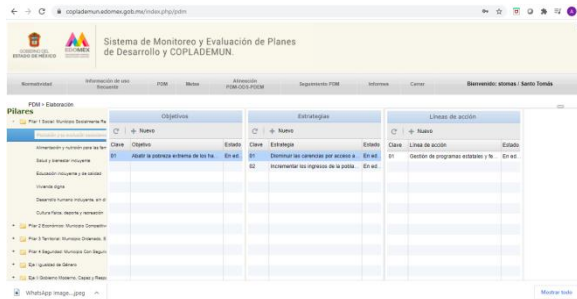 coplademun.edomex.gob.mx/index.php/pdm
GOBIERNO DEL
ESTADO DE MÉXICO
EDOMÉX
Sistema de Monitoreo y Evaluación de Planes
de Desarrollo y COPLADEMUN.
Normatividad
Información de uso
frecuente
PDM
Metas
Alineación
PDM-ODS-PDEM
Seguimiento PDM
Informes
Cerrar
Bienvenido: stomas / Santo Tomás
PDM > Elaboración
Pilares
Pilar 1 Social: Municipio Socialmente Re
Alimentación y nutrición para las fam
Salud y bienestar incluyente
Educación incluyente y de calidad
Vivienda digna
Desarrollo humano incluyente, sin di
Cultura física, deporte y recreación
Pilar 2 Económico: Municipio Competitiv
Pilar 3 Territorial: Municipio Ordenado, S
Pilar 4 Seguridad: Municipio Con Seguri
Eje I Igualdad de Género
Eje II Gobierno Moderno, Capaz y Respo
Objetivos
+ Nuevo
Clave Objetivo Estado
01 Abatir la pobreza extrema de los ha... En ed...
Estrategias
+ Nuevo
Clave Estrategia Estado
01 Disminuir las carencias por acceso a... En ed...
02 Incrementar los ingresos de la pobla... En ed...
Líneas de acción
+ Nuevo
Clave Línea de acción Estado
01 Gestión de programas estatales y fe... En ed...
WhatsApp Image....jpeg
Mostrar todo